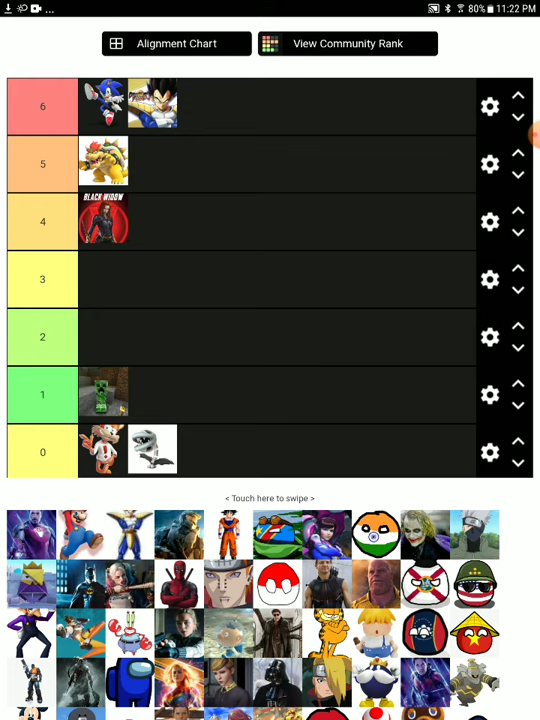 ... 80% 11:22 PM
Alignment Chart
View Community Rank
6
5
BLACK WIDOW
4
3
2
1
0
< Touch here to swipe >